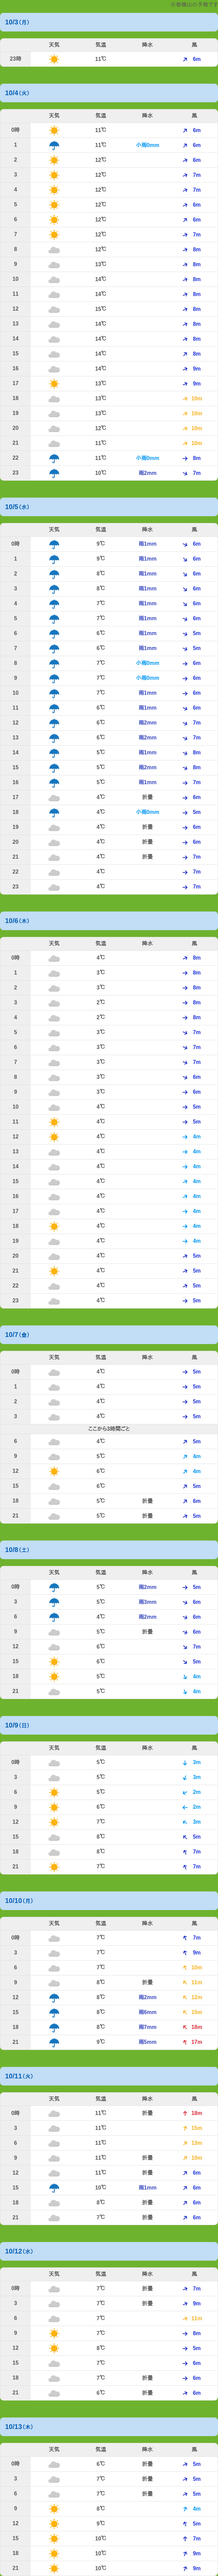 の予報です
10/3(月)
天気 気温 降水 風
23時 11℃ 6m
10/4(火)
天気 気温 降水 風
0時 11℃ 6m
1 11℃ 小雨0mm 6m
2 12℃ 6m
3 12℃ 7m
4 12℃ 7m
5 12℃ 6m
6 12℃ 6m
7 12℃ 7m
8 12℃ 8m
9 13℃ 8m
10 14℃ 8m
11 14℃ 8m
12 15℃ 8m
13 14℃ 8m
14 14℃ 8m
15 14℃ 8m
16 14℃ 9m
17 13℃ 9m
18 13℃ 10m
19 13℃ 10m
20 12℃ 10m
21 11℃ 10m
22 11℃ 小雨0mm 8m
23 10℃ 雨2mm 7m
10/5(水)
天気 気温 降水 風
0時 9℃ 雨1mm 6m
1 9℃ 雨1mm 6m
2 8℃ 雨1mm 6m
3 8℃ 雨1mm 6m
4 7℃ 雨1mm 6m
5 7℃ 雨1mm 6m
6 6℃ 雨1mm 5m
7 6℃ 雨1mm 5m
8 7℃ 小雨0mm 6m
9 7℃ 小雨0mm 6m
10 7℃ 雨1mm 6m
11 6℃ 雨1mm 6m
12 6℃ 雨2mm 7m
13 6℃ 雨2mm 7m
14 5℃ 雨1mm 8m
15 5℃ 雨2mm 8m
16 5℃ 雨1mm 7m
17 4℃ 折畳 6m
18 4℃ 小雨0mm 5m
19 4℃ 折畳 6m
20 4℃ 折畳 6m
21 4℃ 折畳 7m
22 4℃ 7m
23 4℃ 7m
10/6(木)
天気 気温 降水 風
0時 4℃ 8m
1 3℃ 8m
2 3℃ 8m
3 2℃ 8m
4 2℃ 8m
5 3℃ 7m
6 3℃ 7m
7 3℃ 7m
8 3℃ 6m
9 3℃ 6m
10 4℃ 5m
11 4℃ 5m
12 4℃ 4m
13 4℃ 4m
14 4℃ 4m
15 4℃ 4m
16 4℃ 4m
17 4℃ 4m
18 4℃ 4m
19 4℃ 4m
20 4℃ 5m
21 4℃ 5m
22 4℃ 5m
23 4℃ 5m
10/7(金)
天気 気温 降水 風
0時 4℃ 5m
1 4℃ 5m
2 4℃ 5m
3 4℃ 5m
ここから3時間ごと
6 4℃ 5m
9 5℃ 4m
12 6℃ 4m
15 6℃ 5m
18 5℃ 折畳 6m
21 5℃ 折畳 5m
10/8(土)
天気 気温 降水 風
0時 5℃ 雨2mm 5m
3 5℃ 雨3mm 6m
6 4℃ 雨2mm 6m
9 5℃ 折畳 6m
12 6℃ 7m
15 6℃ 5m
18 5℃ 4m
21 5℃ 4m
10/9(日)
天気 気温 降水 風
0時 5℃ 3m
3 5℃ 3m
6 5℃ 2m
9 6℃ 2m
12 7℃ 3m
15 8℃ 5m
18 8℃ 7m
21 7℃ 7m
10/10(月)
天気 気温 降水 風
0時 7℃ 7m
3 7℃ 9m
6 7℃ 10m
9 8℃ 折畳 11m
12 8℃ 雨2mm 12m
15 8℃ 雨6mm 15m
18 8℃ 雨7mm 18m
21 9℃ 雨5mm 17m
10/11(火)
天気 気温 降水 風
0時 11℃ 折畳 18m
3 11℃ 15m
6 11℃ 13m
9 11℃ 折畳 10m
12 11℃ 折畳 6m
15 10℃ 雨1mm 6m
18 8℃ 折畳 6m
21 7℃ 折畳 6m
10/12(水)
天気 気温 降水 風
0時 7℃ 折畳 7m
3 7℃ 折畳 9m
6 7℃ 11m
9 7℃ 8m
12 8℃ 5m
15 7℃ 6m
18 7℃ 折畳 6m
21 6℃ 折畳 6m
10/13(木)
天気 気温 降水 風
0時 6℃ 折畳 5m
3 7℃ 折畳 5m
6 7℃ 折畳 5m
9 8℃ 4m
12 9℃ 5m
15 10℃ 7m
18 10℃ 9m
21 10℃ 9m